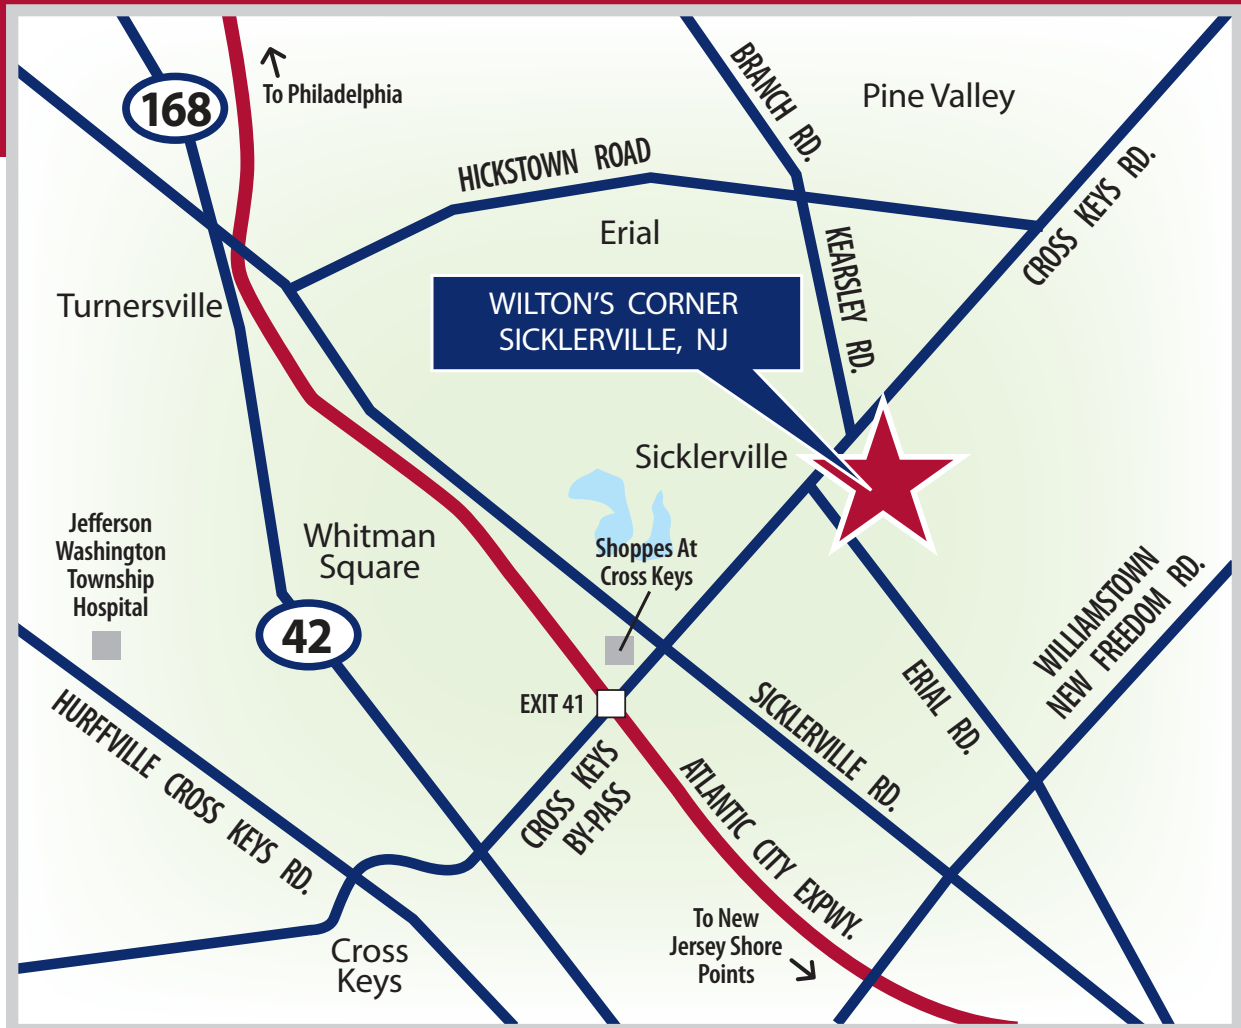 168
To Philadelphia
BRANCH RD.
Pine Valley
HICKSTOWN ROAD
CROSS KEYS RD.
Erial
KEARSLEY RD.
Turnersville
WILTON'S CORNER
SICKLERVILLE, NJ
Sicklerville
Jefferson
Washington
Township
Hospital
Whitman
Square
Shoppes At
Cross Keys
WILLIAMSTOWN
NEW FREEDOM RD.
42
EXIT 41
ERIAL RD.
SICKLERVILLE RD.
HURFFVILLE CROSS KEYS RD.
CROSS KEYS
BY-PASS
ATLANTIC CITY EXPWY.
To New
Jersey Shore
Points
Cross
Keys